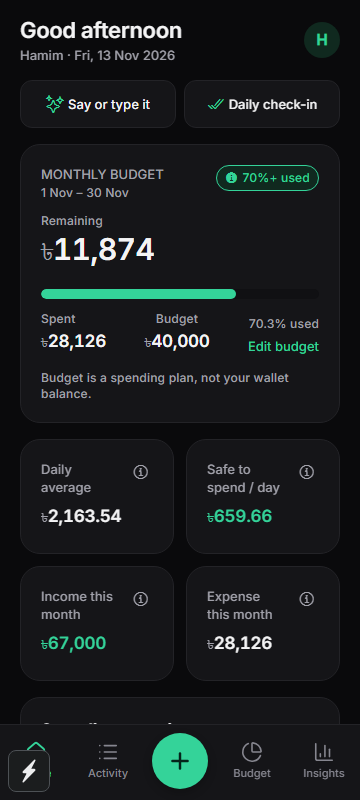 Good afternoon
Hamim · Fri, 13 Nov 2026
H
Say or type it
Daily check-in
MONTHLY BUDGET
70%+ used
1 Nov – 30 Nov
Remaining
৳11,874
Spent
Budget
70.3% used
৳28,126
৳40,000
Edit budget
Budget is a spending plan, not your wallet
balance.
Daily
average
৳2,163.54
Safe to
spend / day
৳659.66
Income this
month
৳67,000
Expense
this month
৳28,126
Activity
Budget
Insights